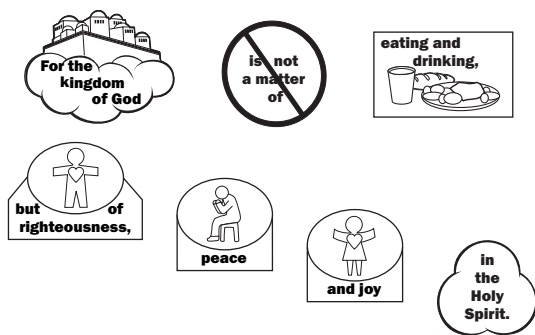 For the
kingdom
of God
is not
a matter
of
eating and
drinking,
but of
righteousness,
peace
and joy
in
the
Holy
Spirit.